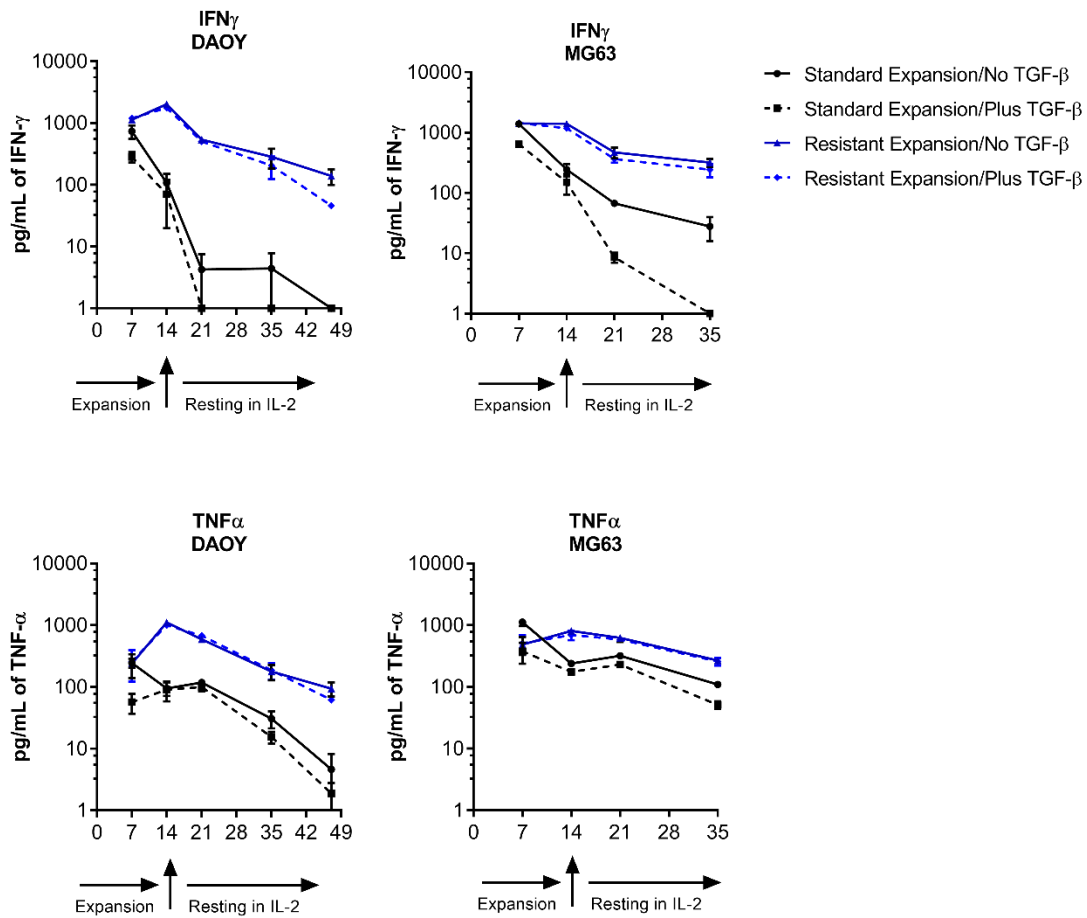 IFNγ
DAOY
pg/mL of IFN-γ
10000
1000
100
10
1
0 7 14 21 28 35 42 49
Expansion
Resting in IL-2
IFNγ
MG63
pg/mL of IFN-γ
10000
1000
100
10
1
0 7 14 21 28 35
Expansion
Resting in IL-2
Standard Expansion/No TGF-β
Standard Expansion/Plus TGF-β
Resistant Expansion/No TGF-β
Resistant Expansion/Plus TGF-β
TNFα
DAOY
pg/mL of TNF-α
10000
1000
100
10
1
0 7 14 21 28 35 42 49
Expansion
Resting in IL-2
TNFα
MG63
pg/mL of TNF-α
10000
1000
100
10
1
0 7 14 21 28 35
Expansion
Resting in IL-2